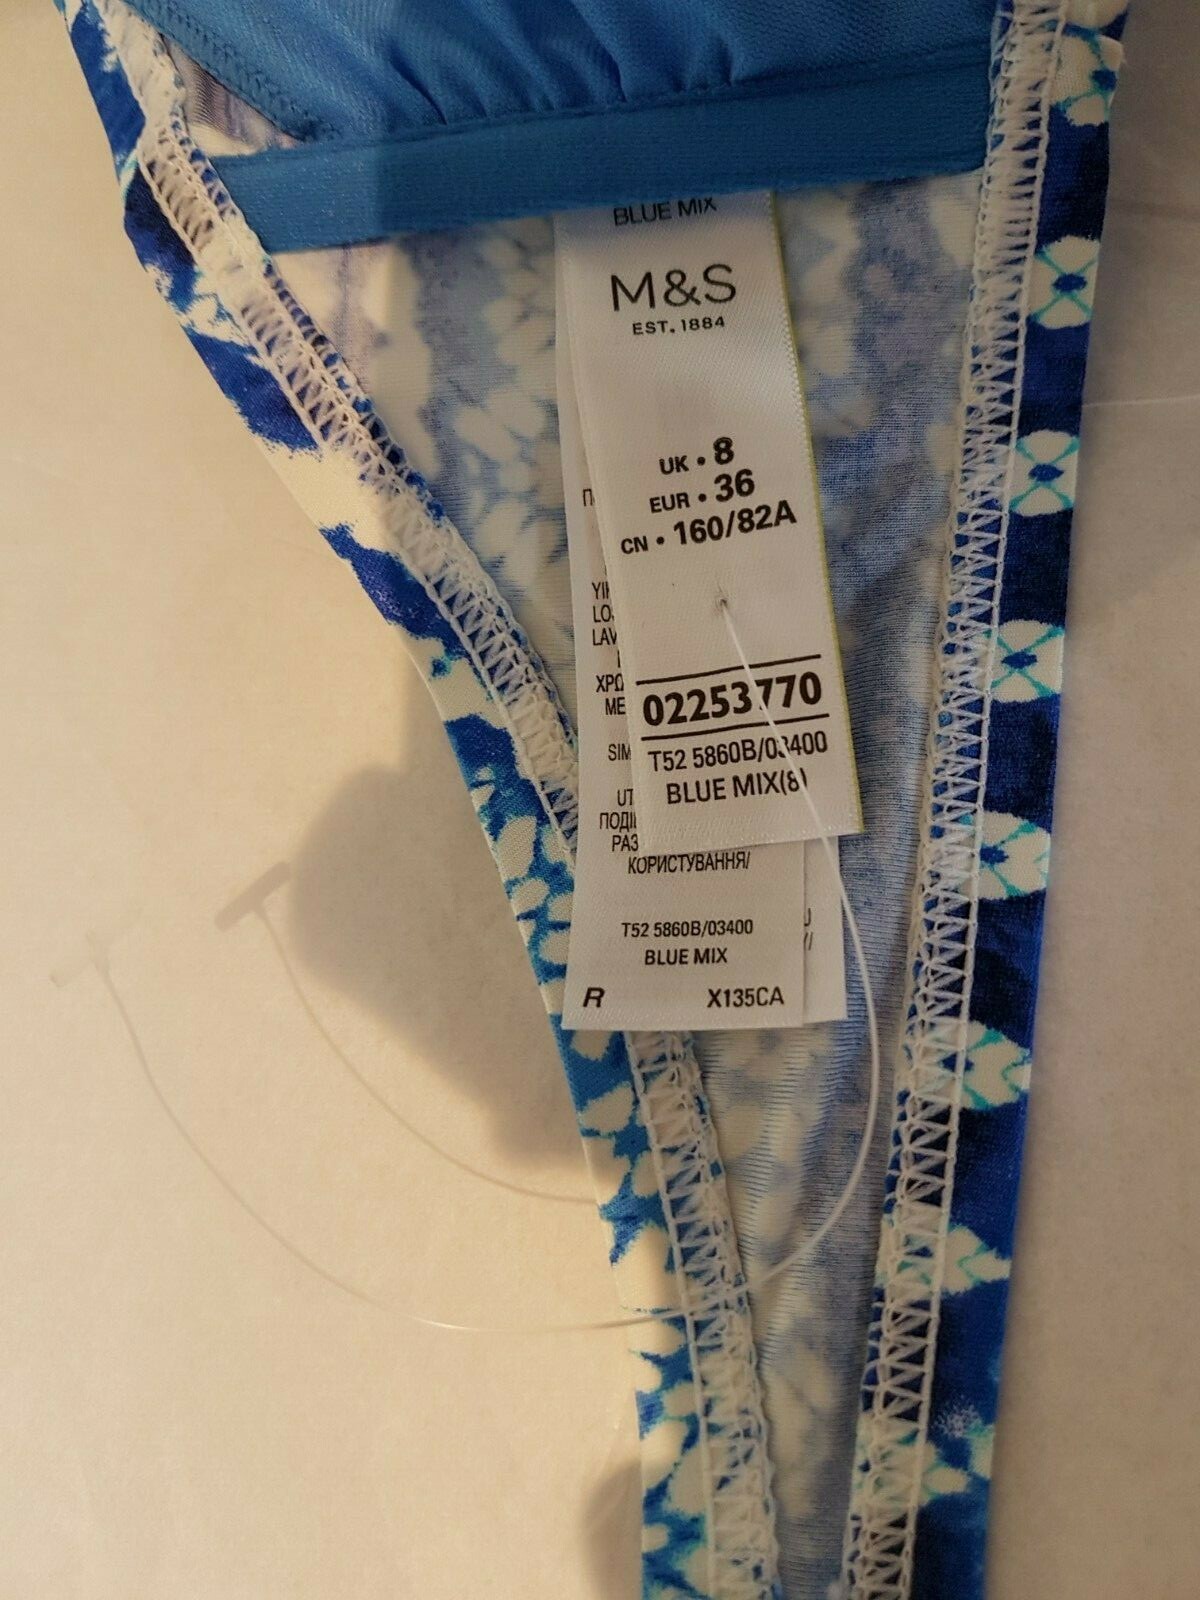 BLUE MIX
M&S
EST. 1884
UK • 8
EUR • 36
CN • 160/82A
02253770
T52 5860B/03400
BLUE MIX(8)
КОРИСТУВАННЯ/
T52 5860B/03400
BLUE MIX
R X135CA